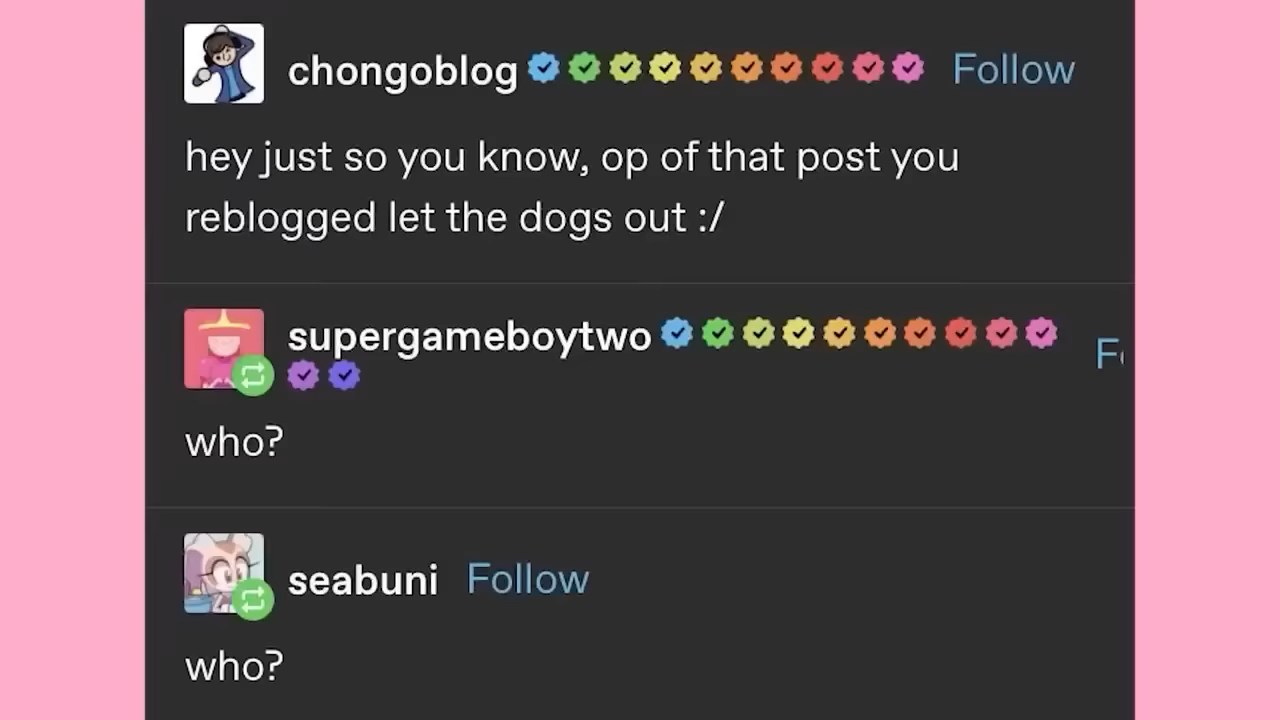 chongoblog Follow
hey just so you know, op of that post you
reblogged let the dogs out :/
supergameboytwo
who?
seabuni Follow
who?